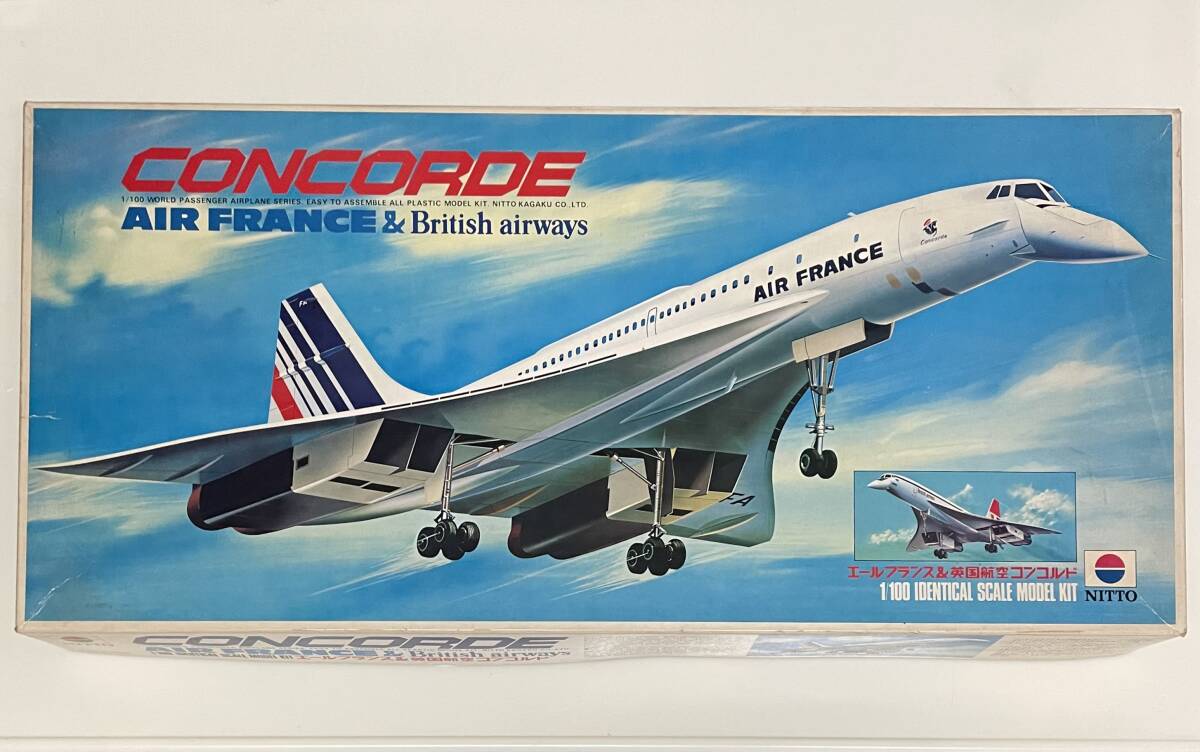 CONCORDE
1/100 WORLD PASSENGER AIRPLANE SERIES. EASY TO ASSEMBLE ALL PLASTIC MODEL KIT. NITTO KAGAKU CO., LTD.
AIR FRANCE & British airways
FA
Concorde
AIR FRANCE
FA
エールフランス&英国航空コンコルド
1/100 IDENTICAL SCALE MODEL KIT
NITTO
CONCORDE
AIR FRANCE & British airways
エールフランス&英国航空コンコルド